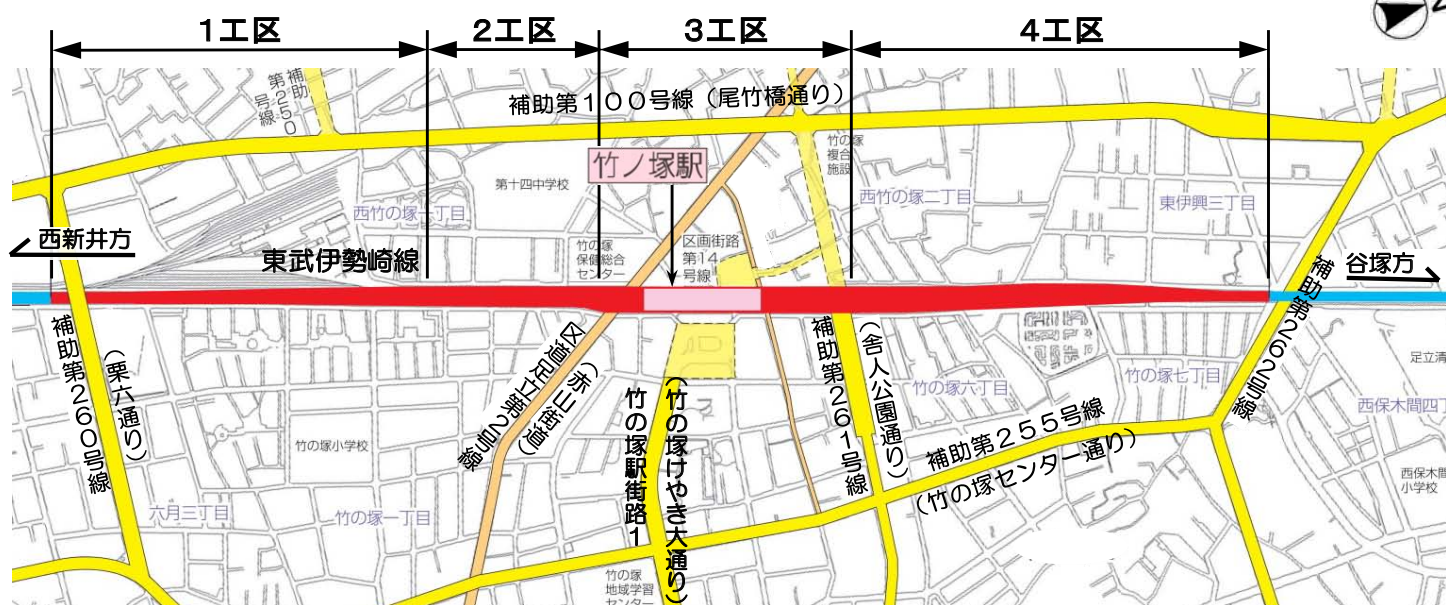 1工区
2工区
3工区
4工区
補助
第250
号線
補助第100号線（尾竹橋通り）
竹の塚
複合
施設
竹ノ塚駅
第十四中学校
西竹の塚一丁目
西竹の塚二丁目
東伊興三丁目
西新井方
東武伊勢崎線
竹の塚
保健総合
センター
区画街路
第14
号線
谷塚方
補助第260号線
（栗六通り）
区道足立第2号線
（赤山街道）
竹の塚駅街路1
（竹の塚けやき大通り）
補助第261号線
（舎人公園通り）
補助第262号線
竹の塚六丁目
竹の塚七丁目
足立清
西保木間四丁
補助第255号線
（竹の塚センター通り）
竹の塚小学校
西保木間
小学校
六月三丁目
竹の塚一丁目
竹の塚
地域学習
センター